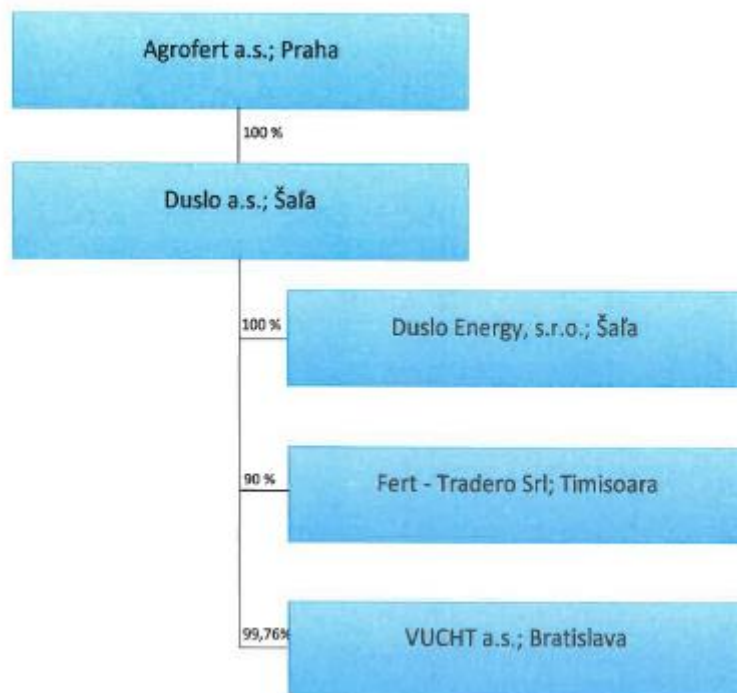 Agrofert a.s.; Praha
100 %
Duslo a.s.; Šaľa
100 %
Duslo Energy, s.r.o.; Šaľa
90 %
Fert - Tradero Srl; Timisoara
99,76%
VUCHT a.s.; Bratislava